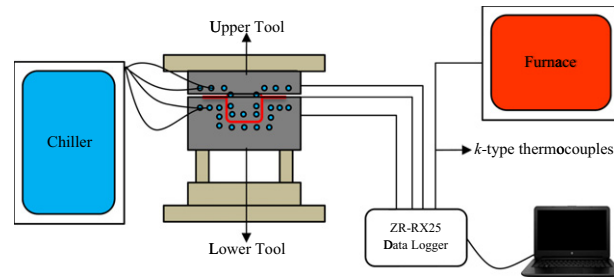 Upper Tool
Furnace
Chiller
k-type thermocouples
ZR-RX25
Data Logger
Lower Tool